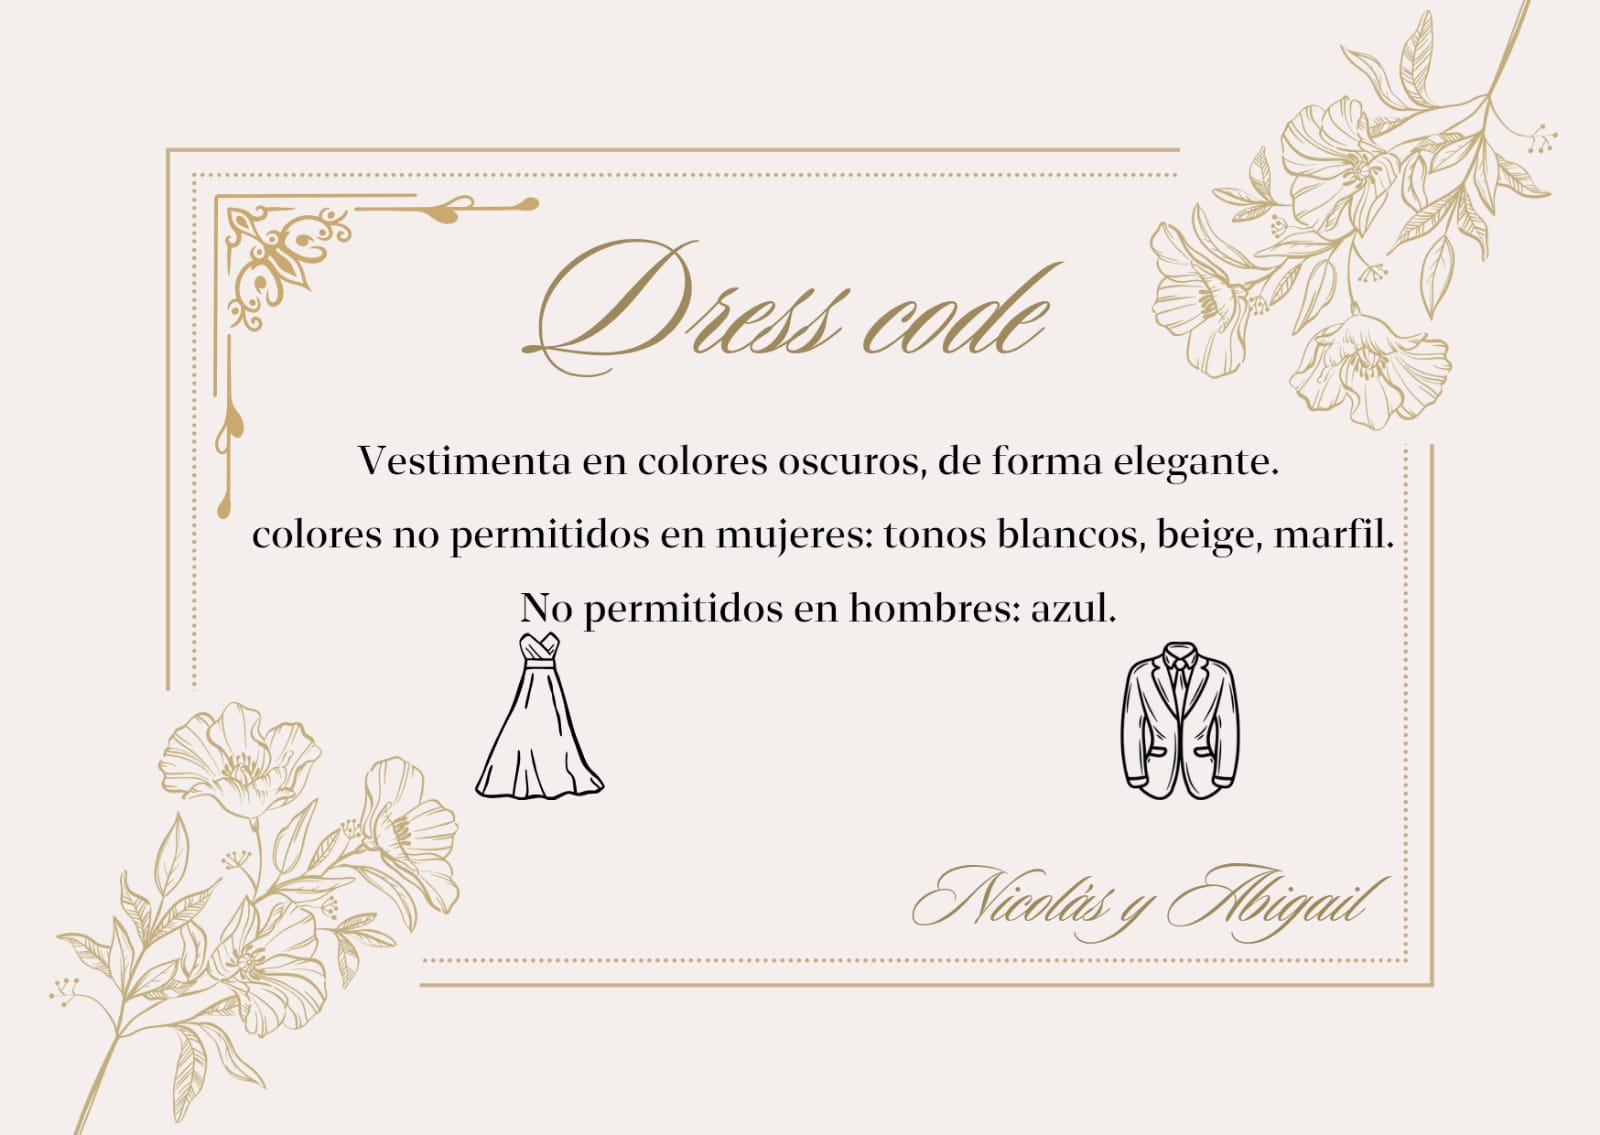 Dress code
Vestimenta en colores oscuros, de forma elegante.
colores no permitidos en mujeres: tonos blancos, beige, marfil.
No permitidos en hombres: azul.
Nicolás y Abigail